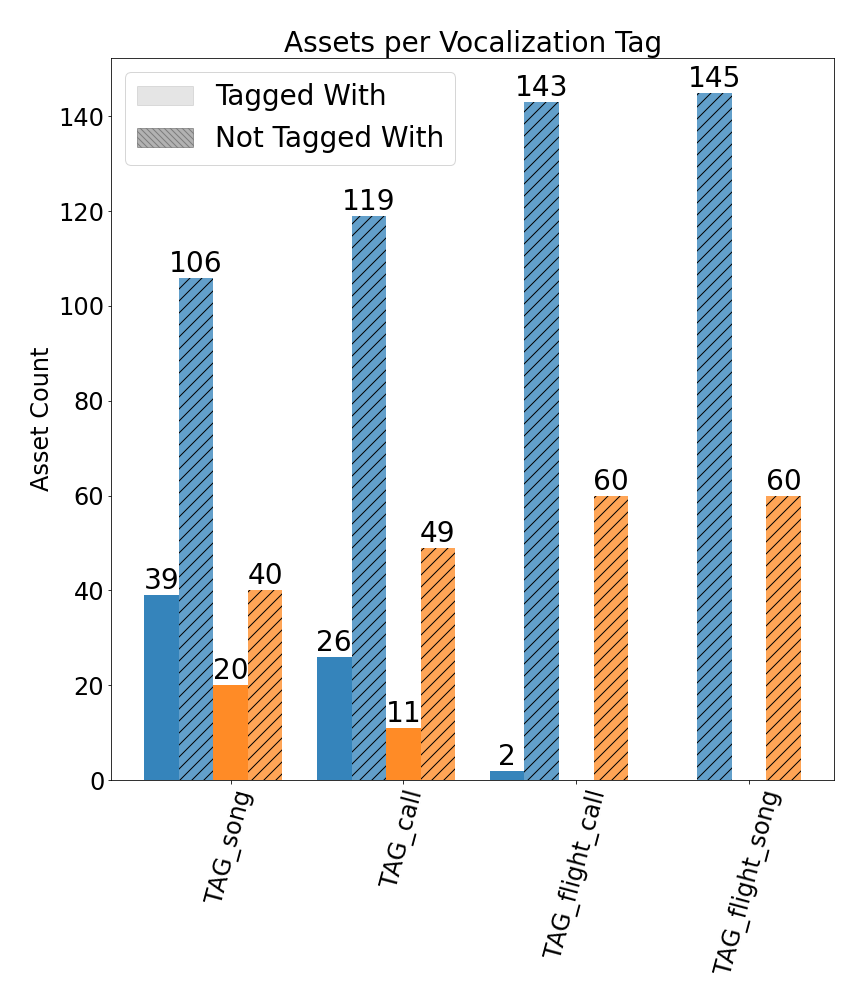 Assets per Vocalization Tag
Tagged With
Not Tagged With
Asset Count
140
120
100
80
60
40
20
0
39
106
20
40
26
119
11
49
2
143
60
145
60
TAG_song
TAG_call
TAG_flight_call
TAG_flight_song